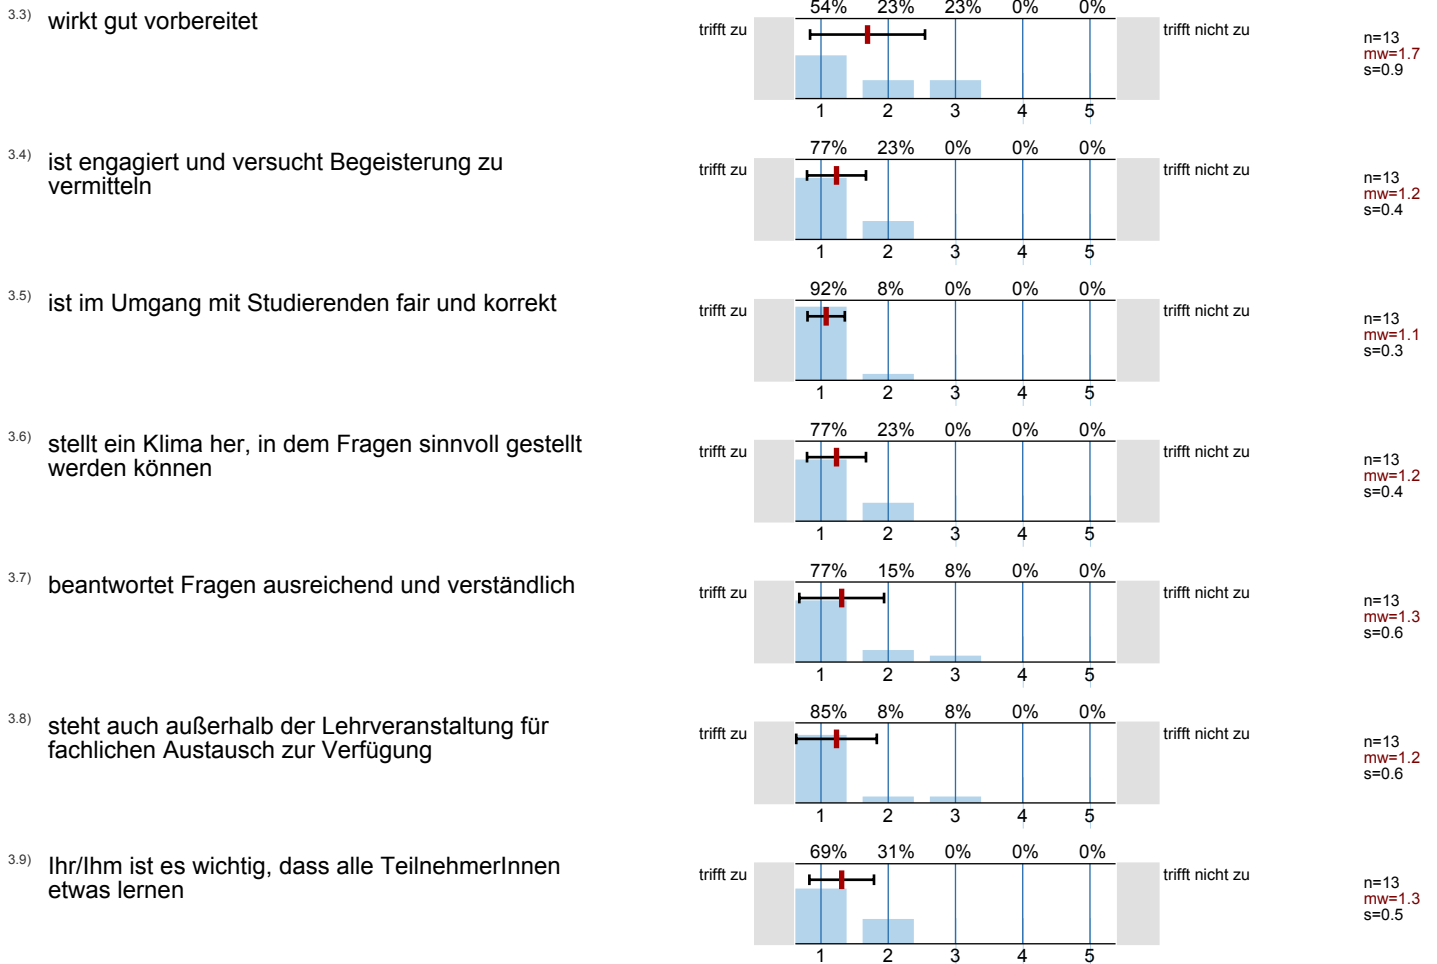 3.3) wirkt gut vorbereitet
54% 23% 23% 0% 0%
trifft zu trifft nicht zu
n=13
mw=1.7
s=0.9
1 2 3 4 5
3.4) ist engagiert und versucht Begeisterung zu
vermitteln
77% 23% 0% 0% 0%
trifft zu trifft nicht zu
n=13
mw=1.2
s=0.4
1 2 3 4 5
3.5) ist im Umgang mit Studierenden fair und korrekt
92% 8% 0% 0% 0%
trifft zu trifft nicht zu
n=13
mw=1.1
s=0.3
1 2 3 4 5
3.6) stellt ein Klima her, in dem Fragen sinnvoll gestellt
werden können
77% 23% 0% 0% 0%
trifft zu trifft nicht zu
n=13
mw=1.2
s=0.4
1 2 3 4 5
3.7) beantwortet Fragen ausreichend und verständlich
77% 15% 8% 0% 0%
trifft zu trifft nicht zu
n=13
mw=1.3
s=0.6
1 2 3 4 5
3.8) steht auch außerhalb der Lehrveranstaltung für
fachlichen Austausch zur Verfügung
85% 8% 8% 0% 0%
trifft zu trifft nicht zu
n=13
mw=1.2
s=0.6
1 2 3 4 5
3.9) Ihr/Ihm ist es wichtig, dass alle TeilnehmerInnen
etwas lernen
69% 31% 0% 0% 0%
trifft zu trifft nicht zu
n=13
mw=1.3
s=0.5
1 2 3 4 5